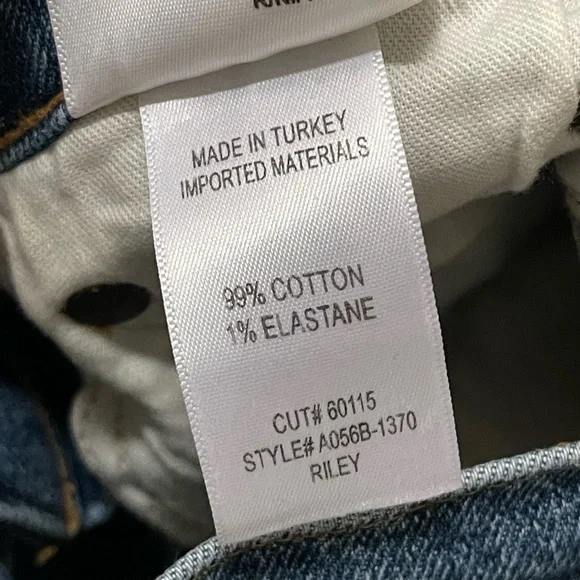 MADE IN TURKEY
IMPORTED MATERIALS
99% COTTON
1% ELASTANE
CUT# 60115
STYLE# A056B-1370
RILEY